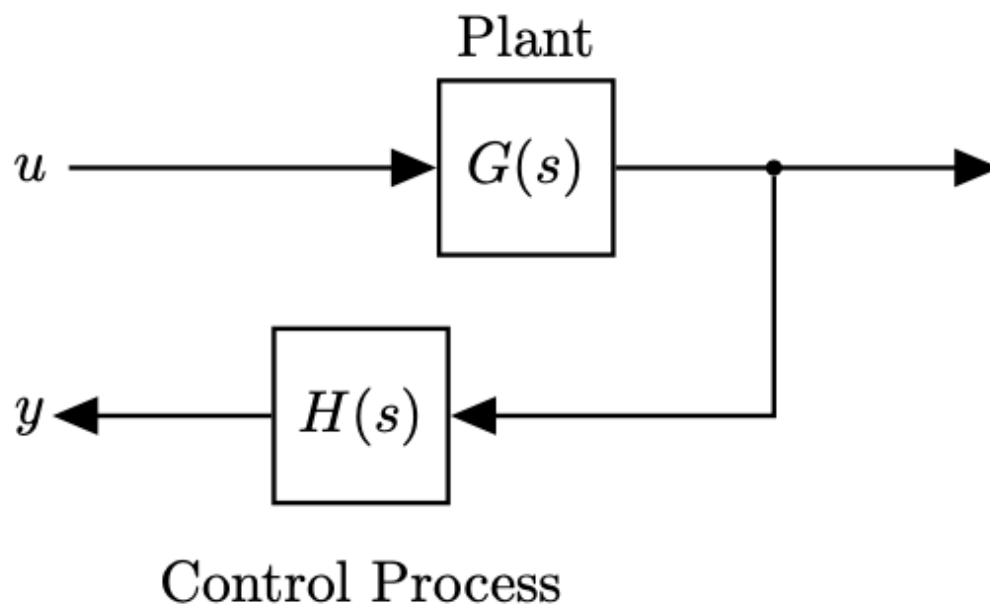 Plant
u
G(s)
y
H(s)
Control Process